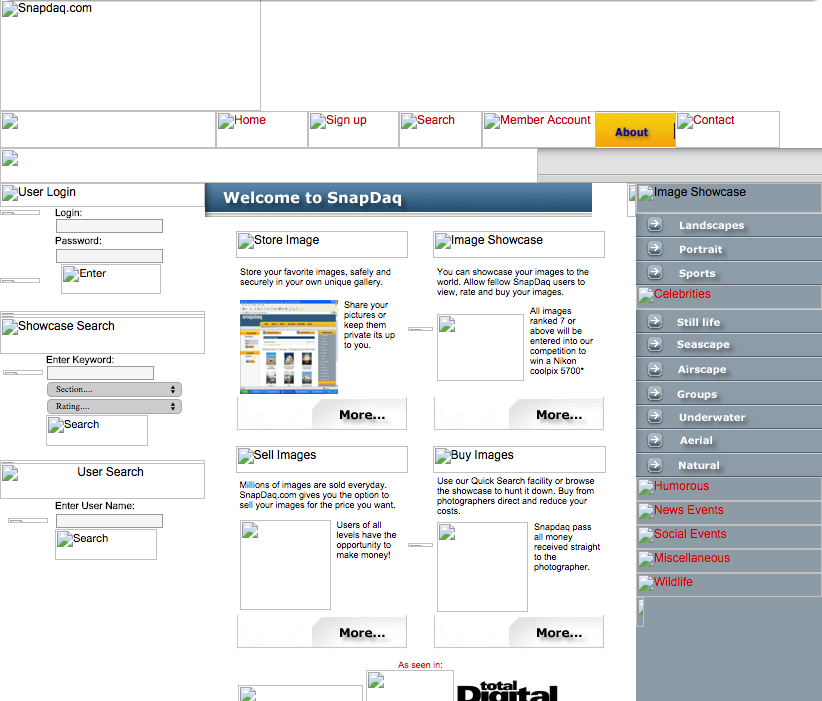 Snapdaq.com
Home
Sign up
Search
Member Account
About
Contact
User Login
Login:
Password:
Enter
Showcase Search
Enter Keyword:
Section....
Rating....
Search
User Search
Enter User Name:
Search
Welcome to SnapDaq
Store Image
Store your favorite images, safely and
securely in your own unique gallery.
Share your
pictures or
keep them
private its up
to you.
More...
Image Showcase
You can showcase your images to the
world. Allow fellow SnapDaq users to
view, rate and buy your images.
All images
ranked 7 or
above will be
entered into our
competition to
win a Nikon
coolpix 5700*
More...
Sell Images
Millions of images are sold everyday.
SnapDaq.com gives you the option to
sell your images for the price you want.
Users of all
levels have the
opportunity to
make money!
More...
Buy Images
Use our Quick Search facility or browse
the showcase to hunt it down. Buy from
photographers direct and reduce your
costs.
Snapdaq pass
all money
received straight
to the
photographer.
More...
As seen in:
total
Digital
Image Showcase
Landscapes
Portrait
Sports
Celebrities
Still life
Seascape
Airscape
Groups
Underwater
Aerial
Natural
Humorous
News Events
Social Events
Miscellaneous
Wildlife